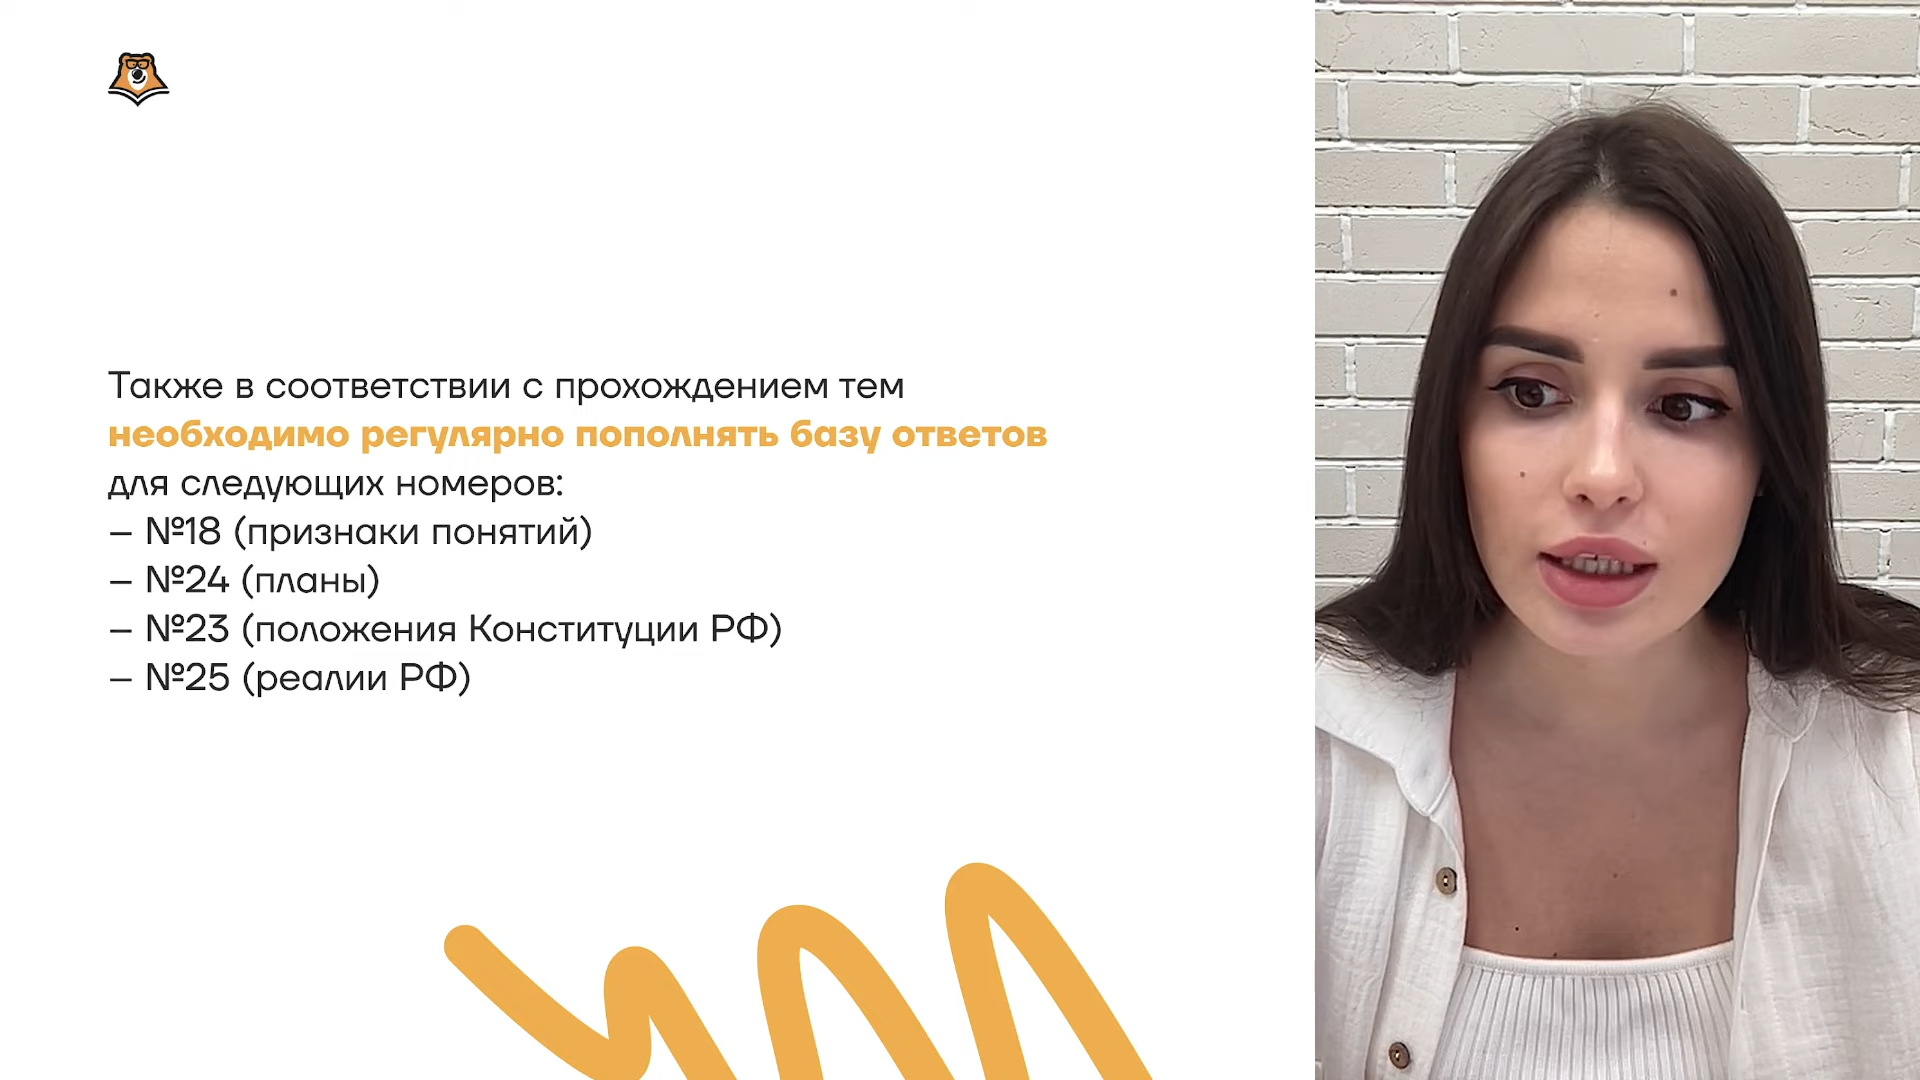 Также в соответствии с прохождением тем
необходимо регулярно пополнять базу ответов
для следующих номеров:
– №18 (признаки понятий)
– №24 (планы)
– №23 (положения Конституции РФ)
– №25 (реалии РФ)